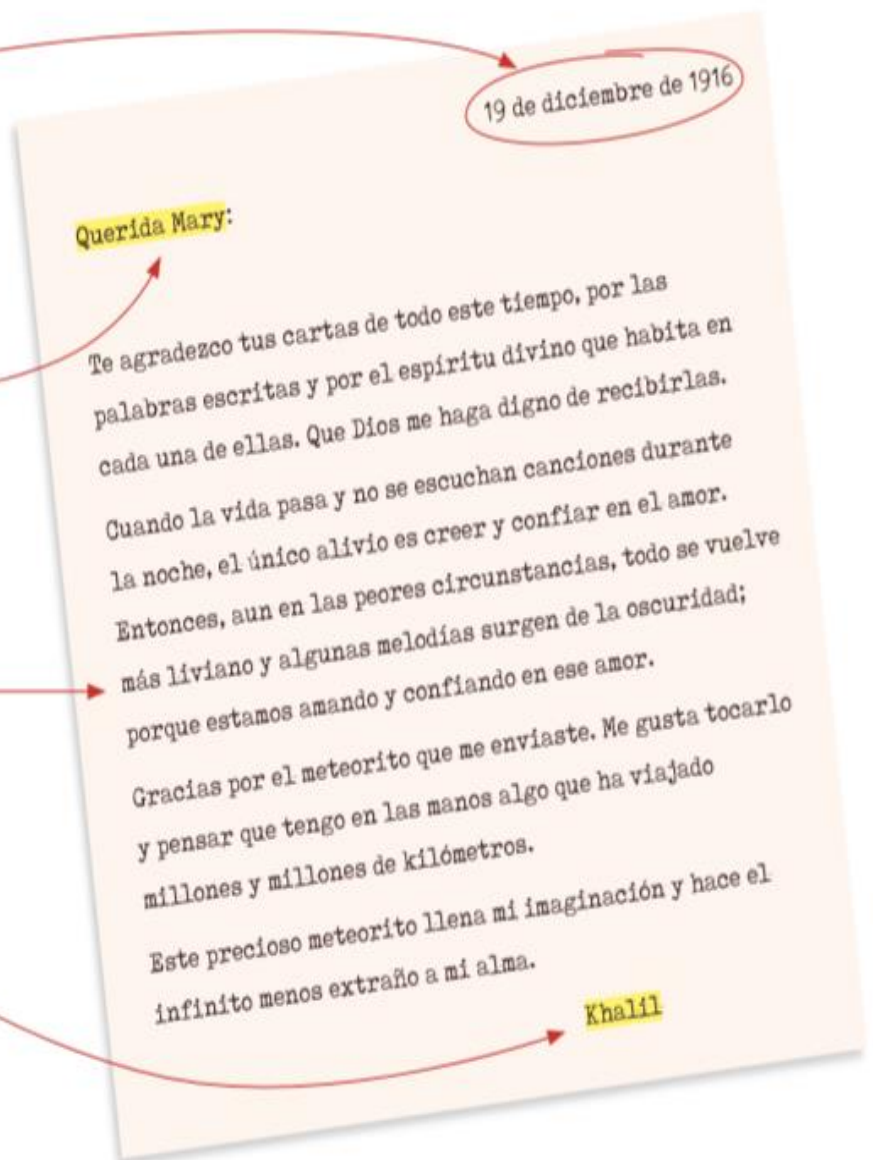 19 de diciembre de 1916
Querida Mary:
Te agradezco tus cartas de todo este tiempo, por las
palabras escritas y por el espíritu divino que habita en
cada una de ellas. Que Dios me haga digno de recibirlas.
Cuando la vida pasa y no se escuchan canciones durante
la noche, el único alivio es creer y confiar en el amor.
Entonces, aun en las peores circunstancias, todo se vuelve
más liviano y algunas melodías surgen de la oscuridad;
porque estamos amando y confiando en ese amor.
Gracias por el meteorito que me enviaste. Me gusta tocarlo
y pensar que tengo en las manos algo que ha viajado
millones y millones de kilómetros.
Este precioso meteorito llena mi imaginación y hace el
infinito menos extraño a mi alma.
Khalil